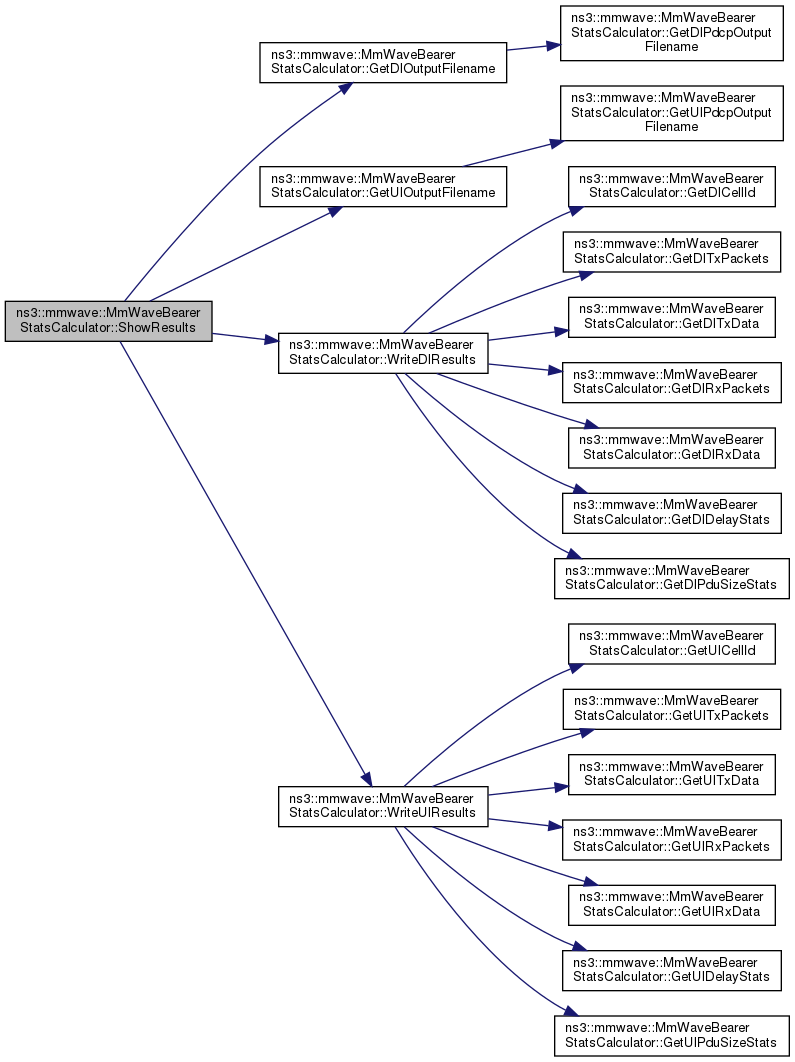 ns3::mmwave::MmWaveBearer
StatsCalculator::ShowResults
ns3::mmwave::MmWaveBearer
StatsCalculator::GetDlOutputFilename
ns3::mmwave::MmWaveBearer
StatsCalculator::GetUlOutputFilename
ns3::mmwave::MmWaveBearer
StatsCalculator::WriteDlResults
ns3::mmwave::MmWaveBearer
StatsCalculator::WriteUlResults
ns3::mmwave::MmWaveBearer
StatsCalculator::GetDlPdcpOutput
Filename
ns3::mmwave::MmWaveBearer
StatsCalculator::GetUlPdcpOutput
Filename
ns3::mmwave::MmWaveBearer
StatsCalculator::GetDlCellId
ns3::mmwave::MmWaveBearer
StatsCalculator::GetDlTxPackets
ns3::mmwave::MmWaveBearer
StatsCalculator::GetDlTxData
ns3::mmwave::MmWaveBearer
StatsCalculator::GetDlRxPackets
ns3::mmwave::MmWaveBearer
StatsCalculator::GetDlRxData
ns3::mmwave::MmWaveBearer
StatsCalculator::GetDlDelayStats
ns3::mmwave::MmWaveBearer
StatsCalculator::GetDlPduSizeStats
ns3::mmwave::MmWaveBearer
StatsCalculator::GetUlCellId
ns3::mmwave::MmWaveBearer
StatsCalculator::GetUlTxPackets
ns3::mmwave::MmWaveBearer
StatsCalculator::GetUlTxData
ns3::mmwave::MmWaveBearer
StatsCalculator::GetUlRxPackets
ns3::mmwave::MmWaveBearer
StatsCalculator::GetUlRxData
ns3::mmwave::MmWaveBearer
StatsCalculator::GetUlDelayStats
ns3::mmwave::MmWaveBearer
StatsCalculator::GetUlPduSizeStats